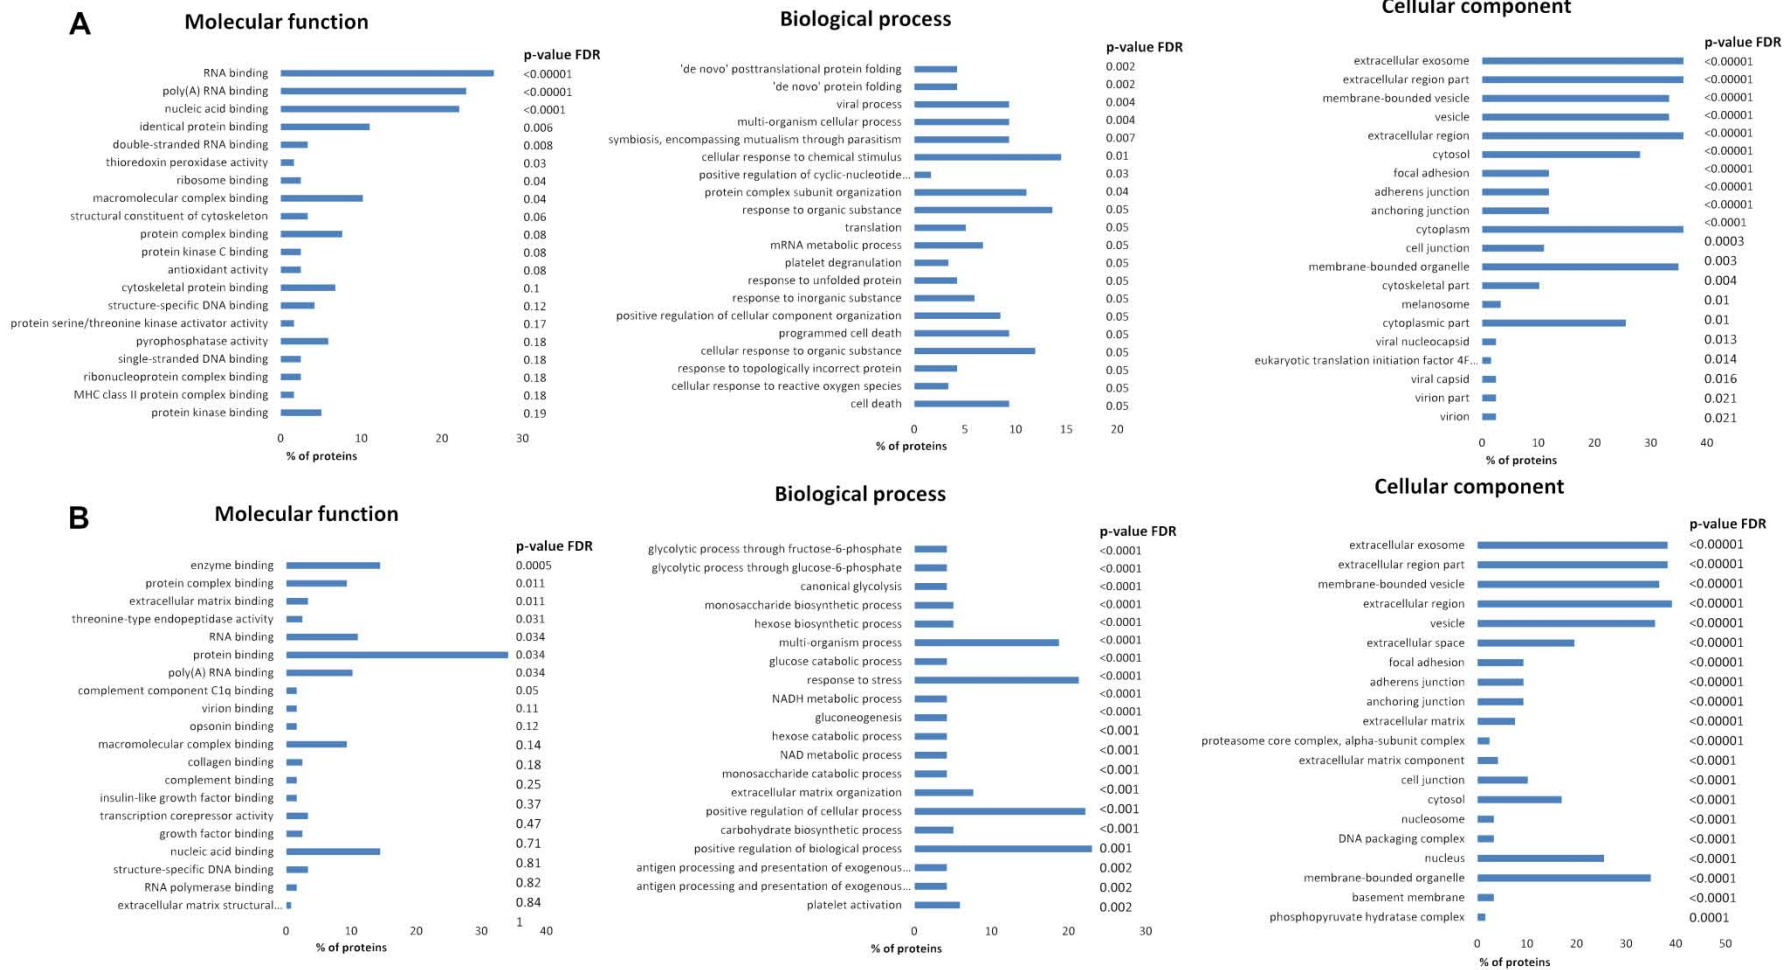 A
Molecular function
p-value FDR
RNA binding <0.00001
poly(A) RNA binding <0.00001
nucleic acid binding <0.0001
identical protein binding 0.006
double-stranded RNA binding 0.008
thioredoxin peroxidase activity 0.03
ribosome binding 0.04
macromolecular complex binding 0.04
structural constituent of cytoskeleton 0.06
protein complex binding 0.08
protein kinase C binding 0.08
antioxidant activity 0.08
cytoskeletal protein binding 0.1
structure-specific DNA binding 0.12
protein serine/threonine kinase activator activity 0.17
pyrophosphatase activity 0.18
single-stranded DNA binding 0.18
ribonucleoprotein complex binding 0.18
MHC class II protein complex binding 0.18
protein kinase binding 0.19
0 10 20 30
% of proteins
Biological process
p-value FDR
'de novo' posttranslational protein folding 0.002
'de novo' protein folding 0.002
viral process 0.004
multi-organism cellular process 0.004
symbiosis, encompassing mutualism through parasitism 0.007
cellular response to chemical stimulus 0.01
positive regulation of cyclic-nucleotide... 0.03
protein complex subunit organization 0.04
response to organic substance 0.05
translation 0.05
mRNA metabolic process 0.05
platelet degranulation 0.05
response to unfolded protein 0.05
response to inorganic substance 0.05
positive regulation of cellular component organization 0.05
programmed cell death 0.05
cellular response to organic substance 0.05
response to topologically incorrect protein 0.05
cellular response to reactive oxygen species 0.05
cell death 0.05
0 5 10 15 20
% of proteins
Cellular component
p-value FDR
extracellular exosome <0.00001
extracellular region part <0.00001
membrane-bounded vesicle <0.00001
vesicle <0.00001
extracellular region <0.00001
cytosol <0.00001
focal adhesion <0.00001
adherens junction <0.00001
anchoring junction <0.00001
cytoplasm <0.0001
cell junction 0.0003
membrane-bounded organelle 0.003
cytoskeletal part 0.004
melanosome 0.01
cytoplasmic part 0.01
viral nucleocapsid 0.013
eukaryotic translation initiation factor 4F... 0.014
viral capsid 0.016
virion part 0.021
virion 0.021
0 10 20 30 40
% of proteins
B
Molecular function
p-value FDR
enzyme binding 0.0005
protein complex binding 0.011
extracellular matrix binding 0.011
threonine-type endopeptidase activity 0.031
RNA binding 0.034
protein binding 0.034
poly(A) RNA binding 0.034
complement component C1q binding 0.05
virion binding 0.11
opsonin binding 0.12
macromolecular complex binding 0.14
collagen binding 0.18
complement binding 0.25
insulin-like growth factor binding 0.37
transcription corepressor activity 0.47
growth factor binding 0.71
nucleic acid binding 0.81
structure-specific DNA binding 0.82
RNA polymerase binding 0.84
extracellular matrix structural... 1
0 10 20 30 40
% of proteins
Biological process
p-value FDR
glycolytic process through fructose-6-phosphate <0.0001
glycolytic process through glucose-6-phosphate <0.0001
canonical glycolysis <0.0001
monosaccharide biosynthetic process <0.0001
hexose biosynthetic process <0.0001
multi-organism process <0.0001
glucose catabolic process <0.0001
response to stress <0.0001
NADH metabolic process <0.0001
gluconeogenesis <0.0001
hexose catabolic process <0.001
NAD metabolic process <0.001
monosaccharide catabolic process <0.001
extracellular matrix organization <0.001
positive regulation of cellular process <0.001
carbohydrate biosynthetic process <0.001
positive regulation of biological process 0.001
antigen processing and presentation of exogenous... 0.002
antigen processing and presentation of exogenous... 0.002
platelet activation 0.002
0 10 20 30
% of proteins
Cellular component
p-value FDR
extracellular exosome <0.00001
extracellular region part <0.00001
membrane-bounded vesicle <0.00001
extracellular region <0.00001
vesicle <0.00001
extracellular space <0.00001
focal adhesion <0.00001
adherens junction <0.00001
anchoring junction <0.00001
extracellular matrix <0.00001
proteasome core complex, alpha-subunit complex <0.00001
extracellular matrix component <0.0001
cell junction <0.0001
cytosol <0.0001
nucleosome <0.0001
DNA packaging complex <0.0001
nucleus <0.0001
membrane-bounded organelle <0.0001
basement membrane <0.0001
phosphopyruvate hydratase complex 0.0001
0 10 20 30 40 50
% of proteins